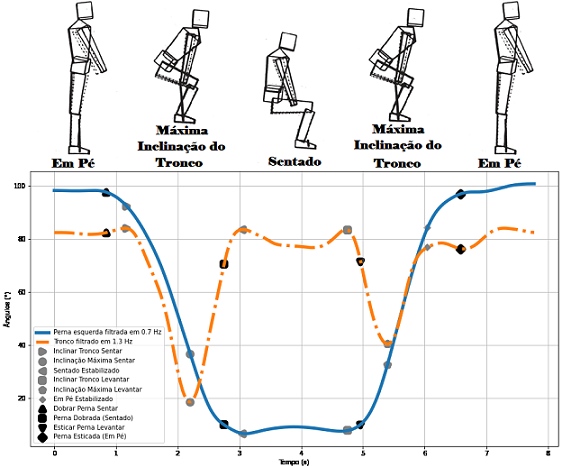 Em Pé
Máxima
Inclinação do
Tronco
Sentado
Máxima
Inclinação do
Tronco
Em Pé
100
80
60
40
20
Ângulos (°)
Perna esquerda filtrada em 0.7 Hz
Tronco filtrado em 1.3 Hz
Inclinar Tronco Sentar
Inclinação Máxima Sentar
Sentado Estabilizado
Inclinar Tronco Levantar
Inclinação Máxima Levantar
Em Pé Estabilizado
Dobrar Perna Sentar
Perna Dobrada (Sentado)
Esticar Perna Levantar
Perna Esticada (Em Pé)
0 1 2 3 4 5 6 7 8
Tempo (s)